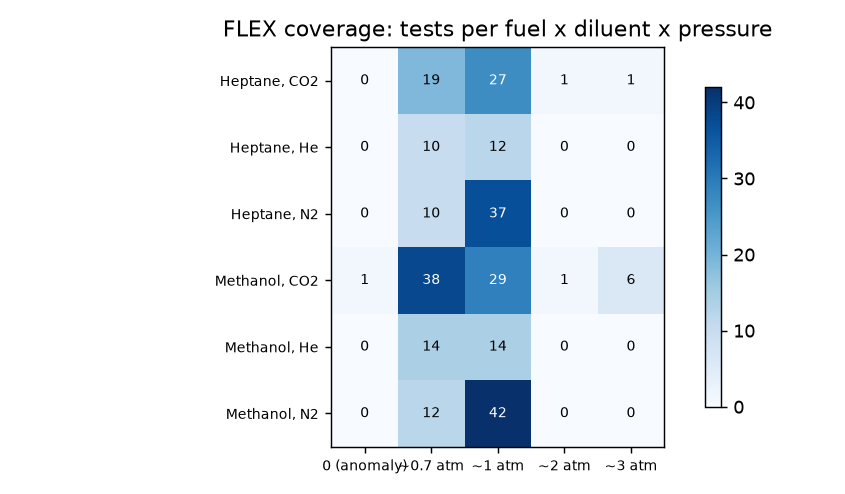 FLEX coverage: tests per fuel x diluent x pressure
Heptane, CO2 0 19 27 1 1
Heptane, He 0 10 12 0 0
Heptane, N2 0 10 37 0 0
Methanol, CO2 1 38 29 1 6
Methanol, He 0 14 14 0 0
Methanol, N2 0 12 42 0 0
0 (anomaly) ~0.7 atm ~1 atm ~2 atm ~3 atm
40
30
20
10
0